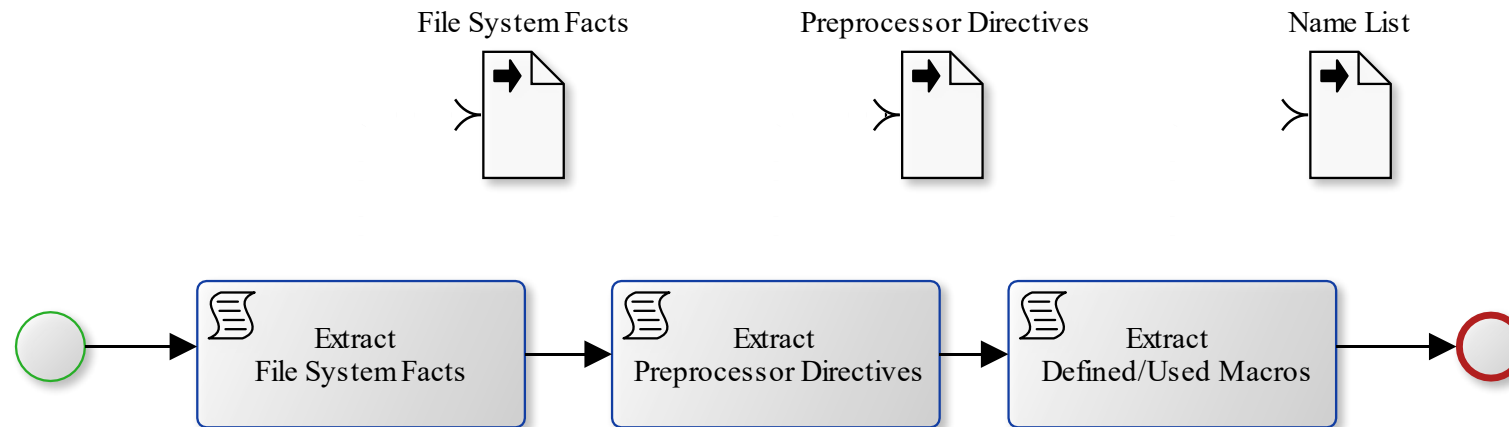 File System Facts
Preprocessor Directives
Name List
Extract
File System Facts
Extract
Preprocessor Directives
Extract
Defined/Used Macros